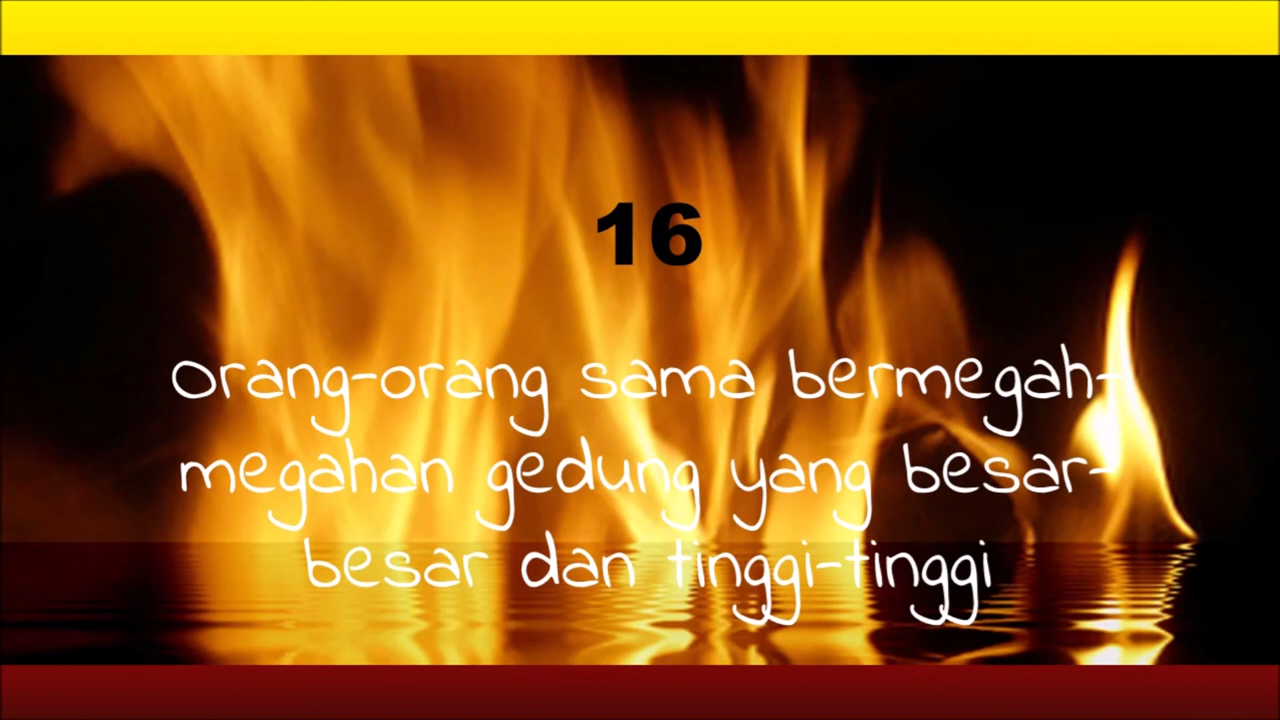 16
Orang-orang sama bermegah-
megahan gedung yang besar-
besar dan tinggi-tinggi